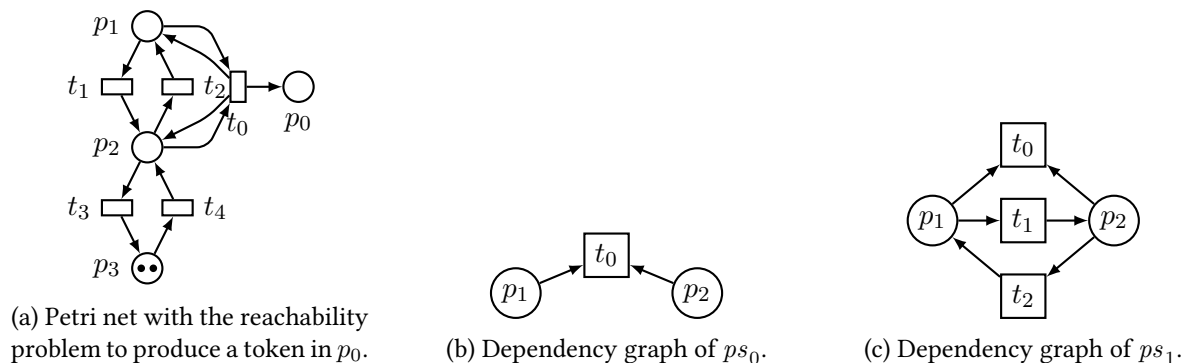 p₁
t₁
t₂
t₀
p₀
p₂
t₃
t₄
p₃
(a) Petri net with the reachability
problem to produce a token in p₀.
t₀
p₁
p₂
(b) Dependency graph of ps₀.
t₀
p₁
t₁
p₂
t₂
(c) Dependency graph of ps₁.